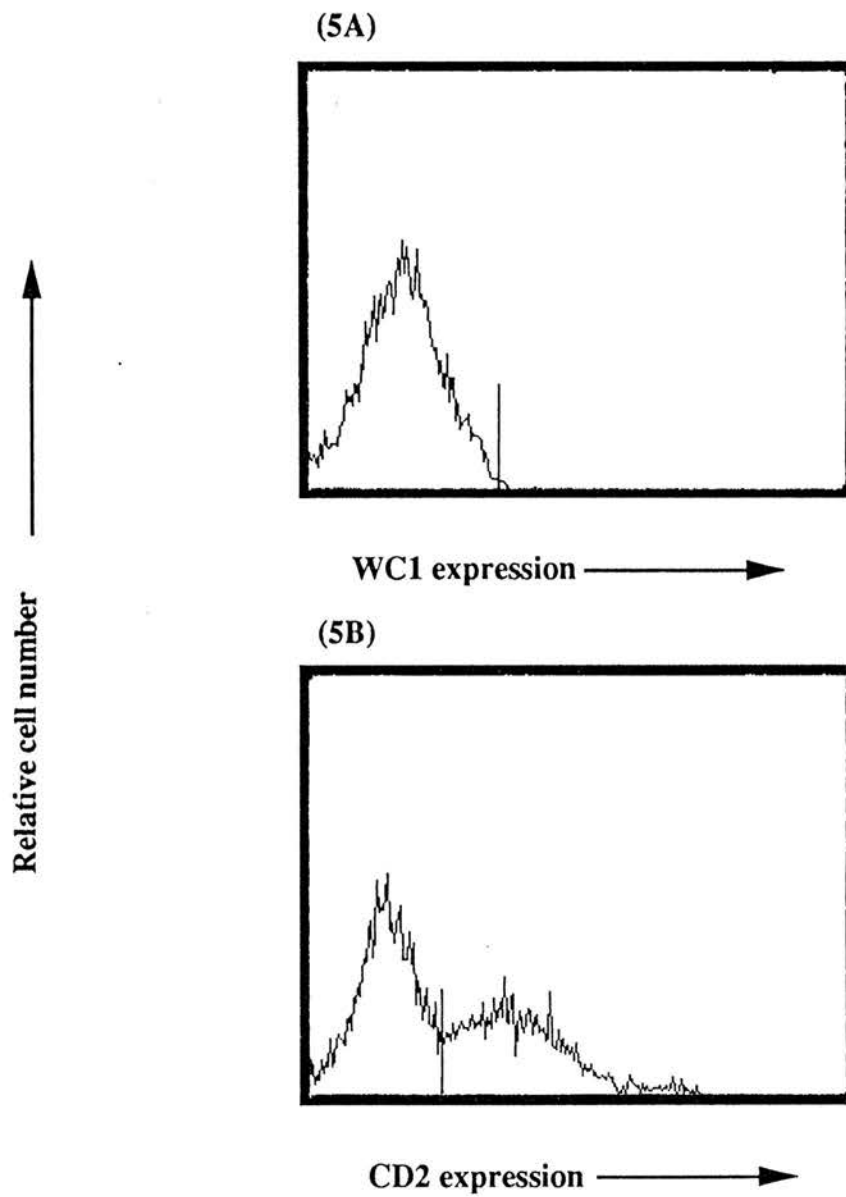 (5A)
WC1 expression
(5B)
Relative cell number
CD2 expression